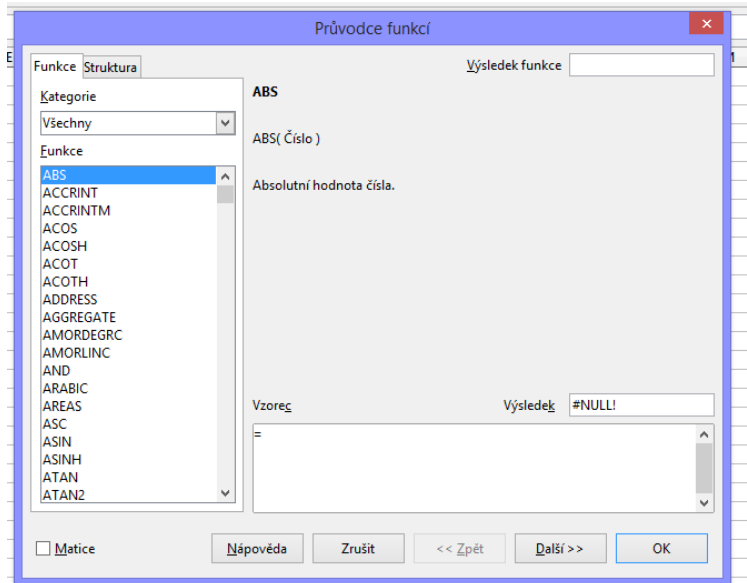 Průvodce funkcí
E
M
Funkce Struktura
Výsledek funkce
Kategorie
Všechny
Funkce
ABS
ACCRINT
ACCRINTM
ACOS
ACOSH
ACOT
ACOTH
ADDRESS
AGGREGATE
AMORDEGRC
AMORLINC
AND
ARABIC
AREAS
ASC
ASIN
ASINH
ATAN
ATAN2
ABS
ABS( Číslo )
Absolutní hodnota čísla.
Vzorec
Výsledek #NULL!
=
Matice
Nápověda
Zrušit
<< Zpět
Další >>
OK